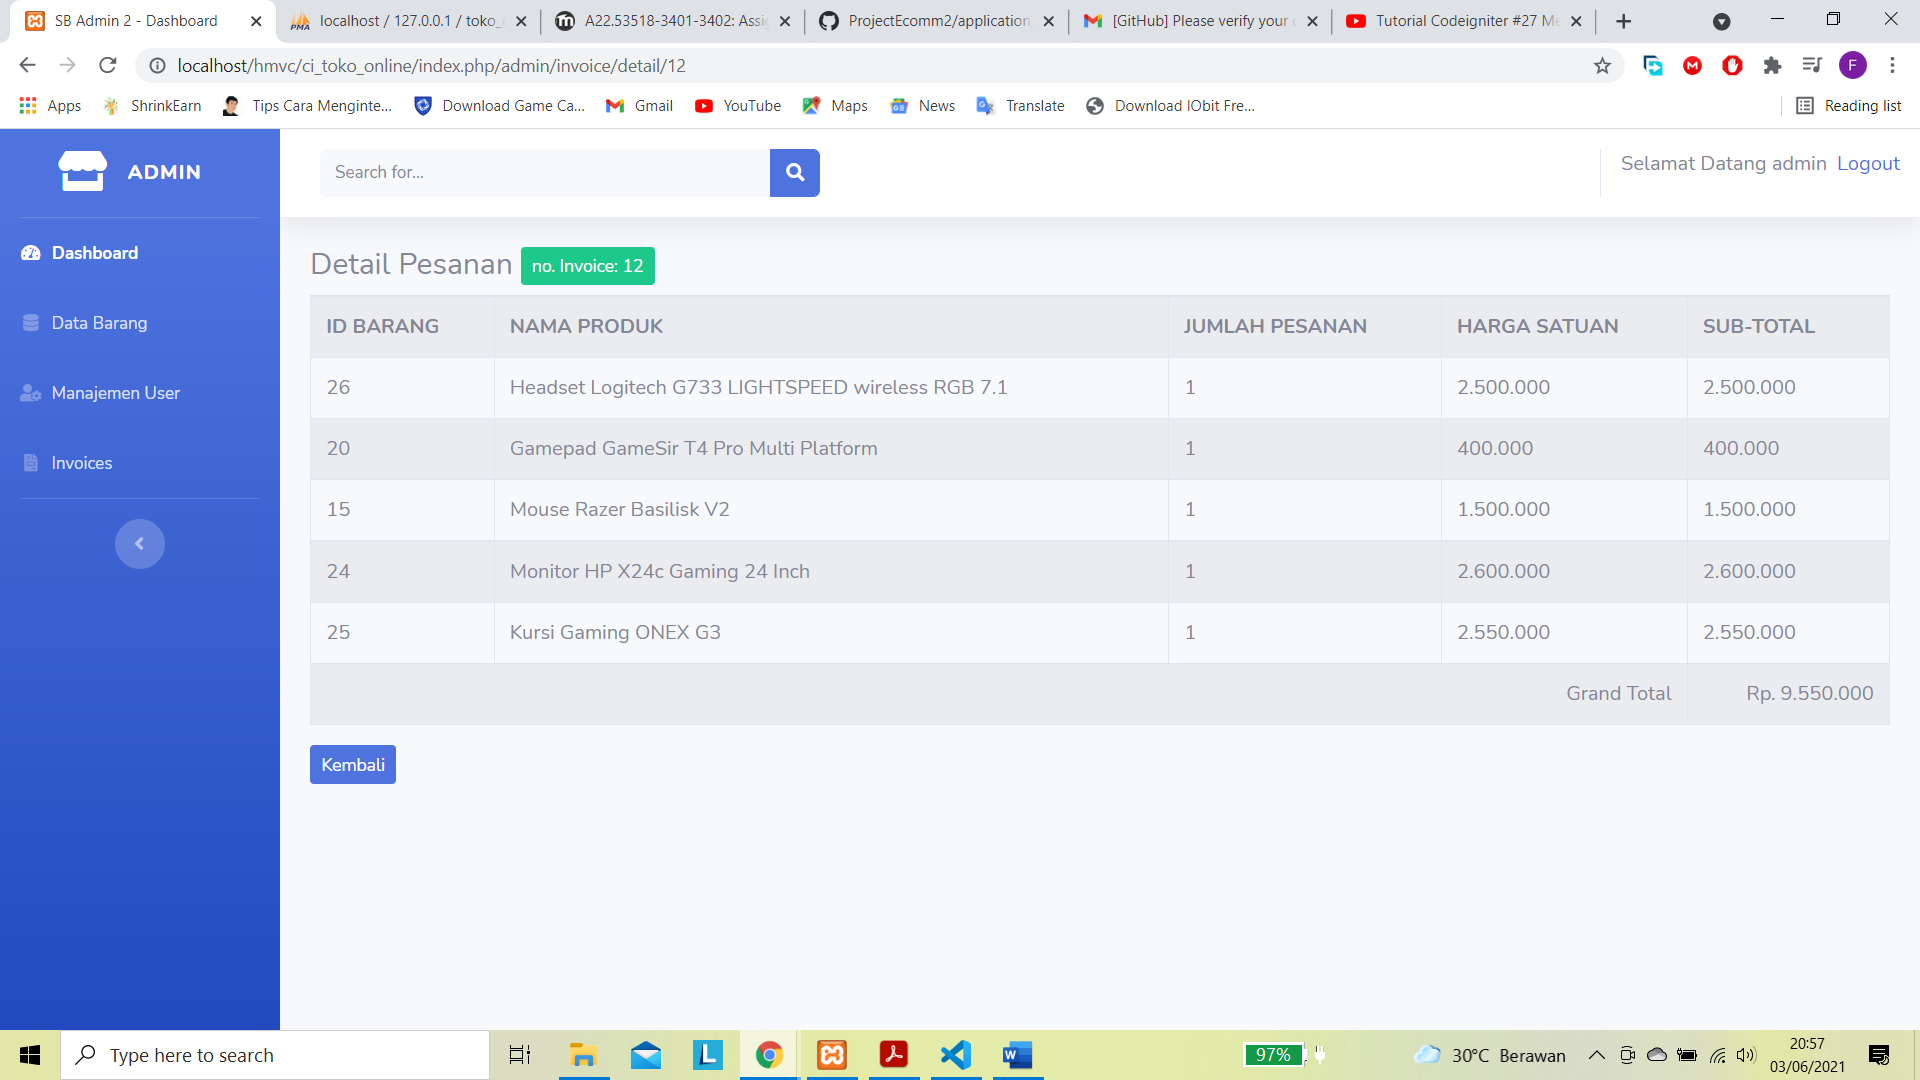 SB Admin 2 - Dashboard
localhost / 127.0.0.1 / toko_
A22.53518-3401-3402: Assi
ProjectEcomm2/application
[GitHub] Please verify your
Tutorial Codeigniter #27 Me
localhost/hmvc/ci_toko_online/index.php/admin/invoice/detail/12
F
Apps
ShrinkEarn
Tips Cara Menginte...
Download Game Ca...
Gmail
YouTube
Maps
News
Translate
Download IObit Fre...
Reading list
ADMIN
Search for...
Selamat Datang admin Logout
Dashboard
Data Barang
Manajemen User
Invoices
Detail Pesanan no. Invoice: 12
ID BARANG NAMA PRODUK JUMLAH PESANAN HARGA SATUAN SUB-TOTAL
26 Headset Logitech G733 LIGHTSPEED wireless RGB 7.1 1 2.500.000 2.500.000
20 Gamepad GameSir T4 Pro Multi Platform 1 400.000 400.000
15 Mouse Razer Basilisk V2 1 1.500.000 1.500.000
24 Monitor HP X24c Gaming 24 Inch 1 2.600.000 2.600.000
25 Kursi Gaming ONEX G3 1 2.550.000 2.550.000
Grand Total Rp. 9.550.000
Kembali
Type here to search
97%
30°C Berawan
20:57
03/06/2021